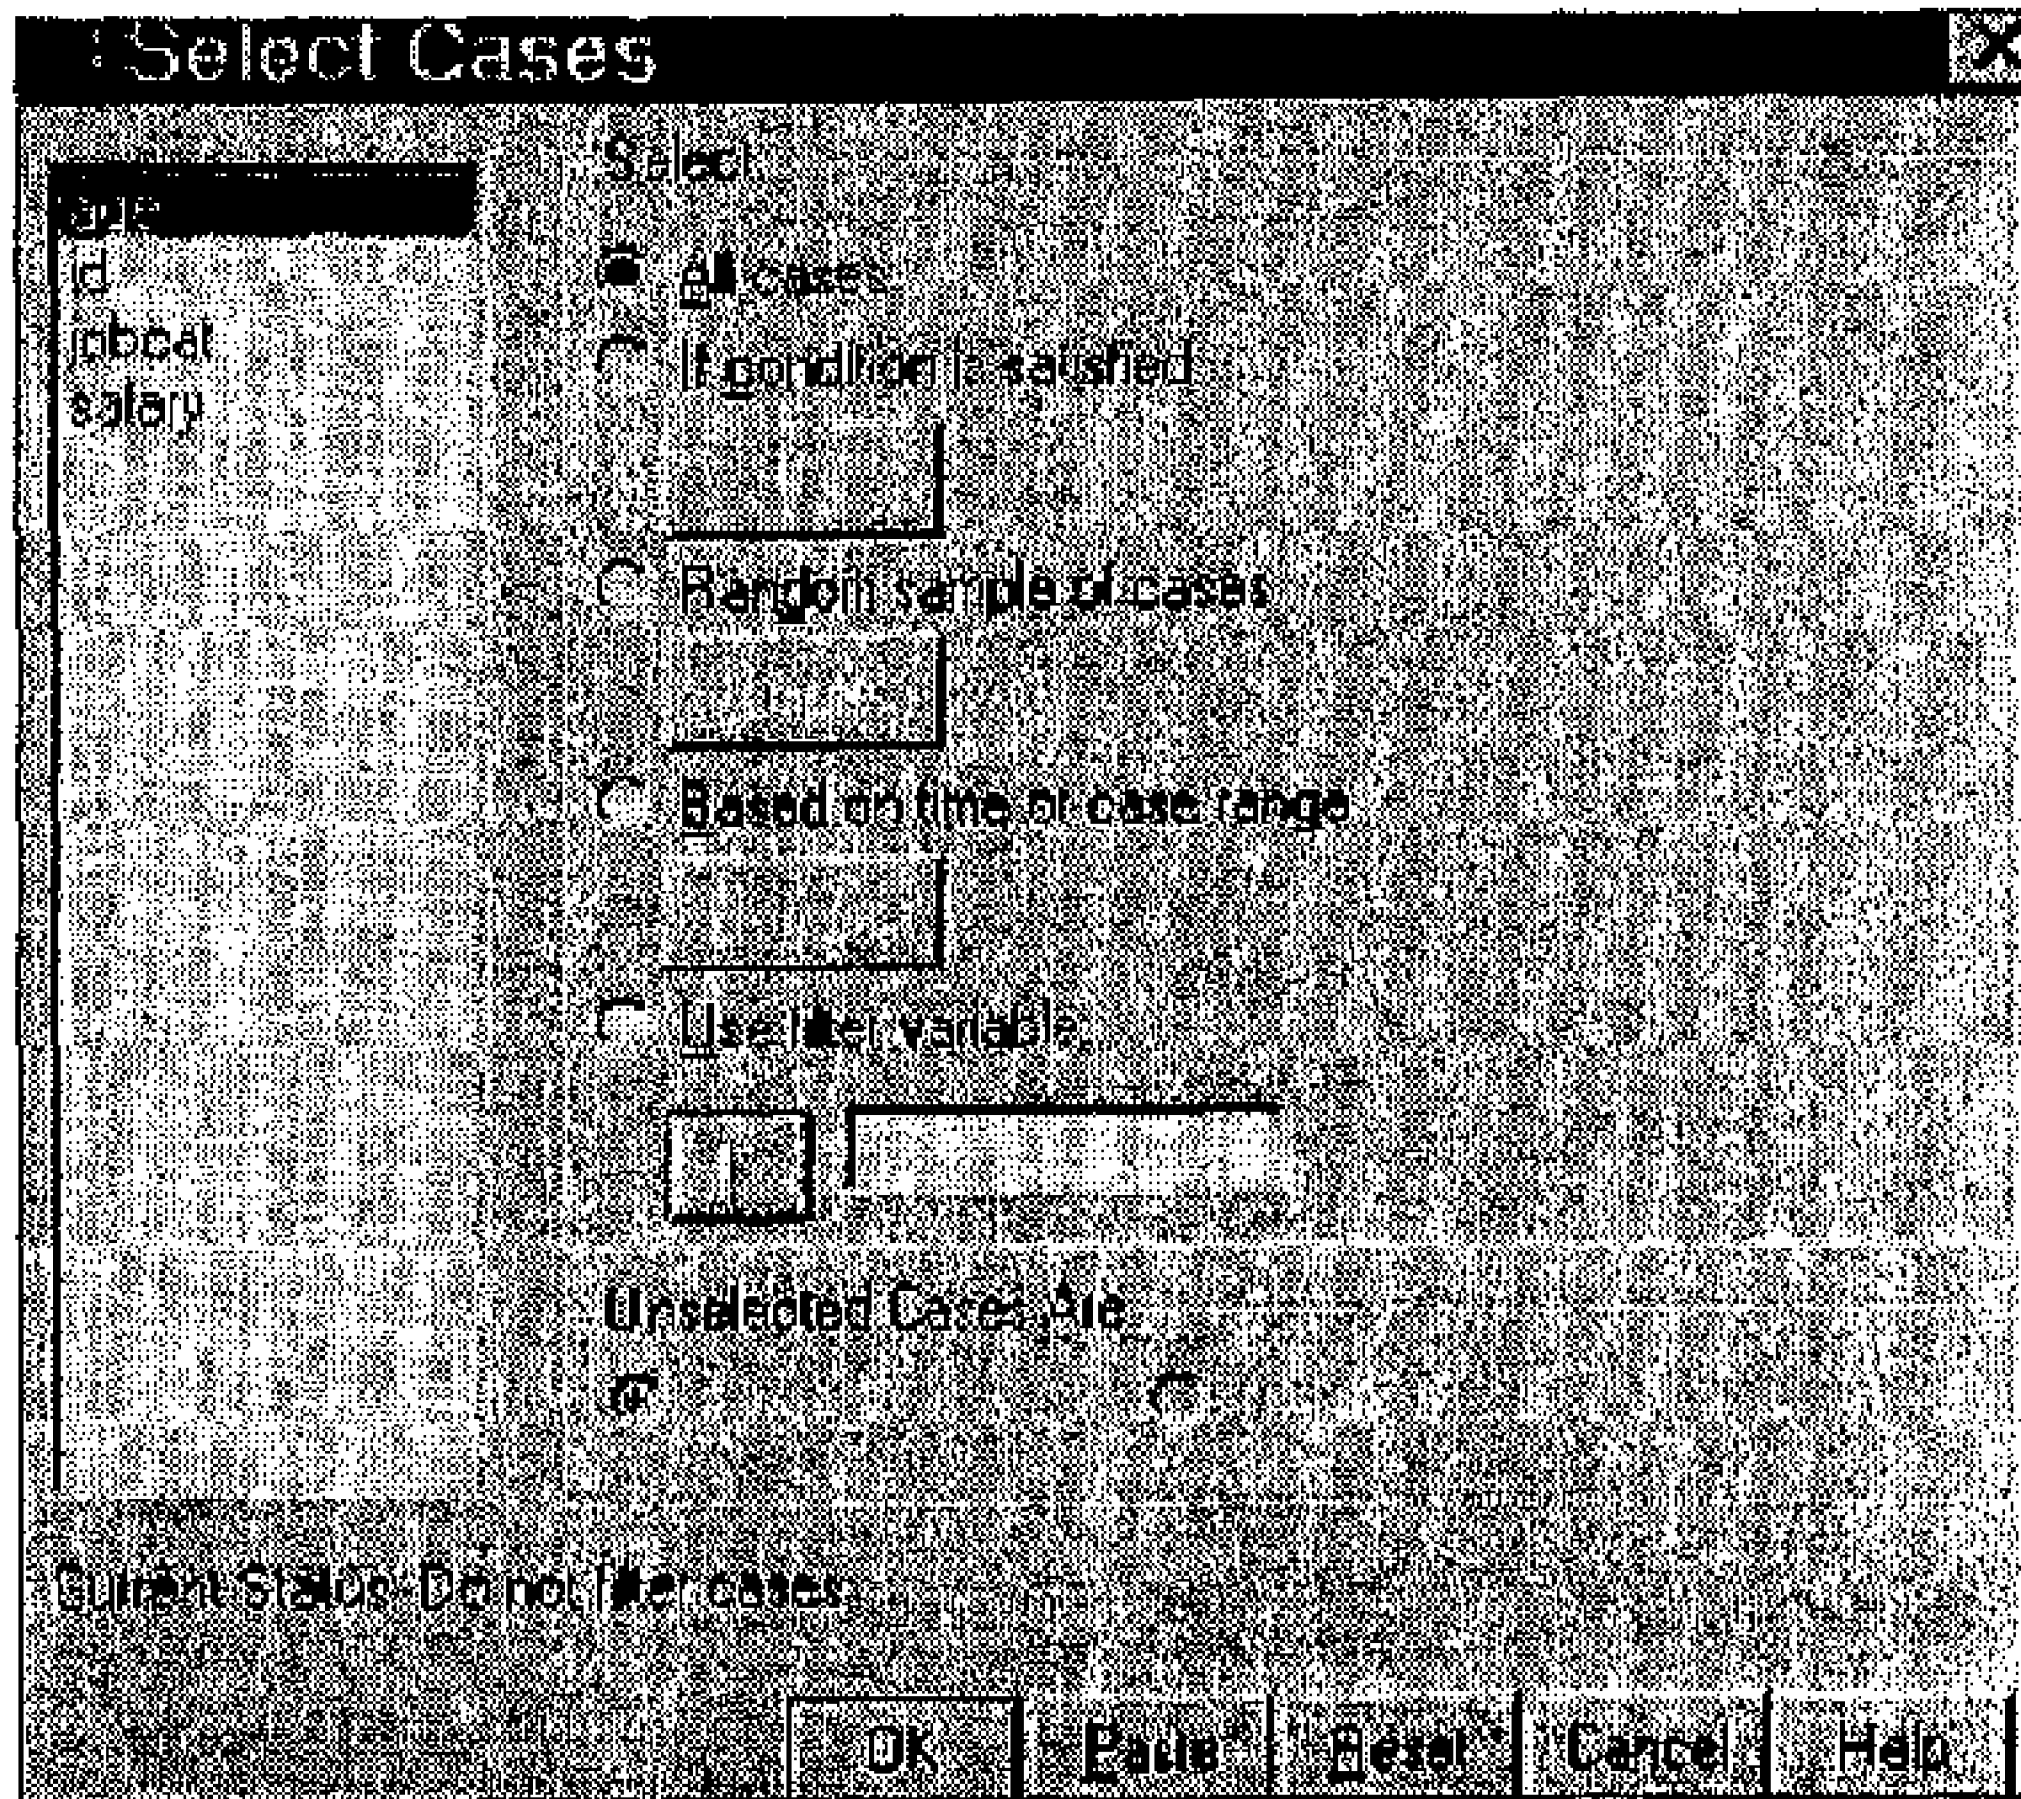 Select Cases
Select
id
jobcat
salary
All cases
If condition is satisfied
Random sample of cases
Based on time or case range
Use filter variable:
Unselected Cases Are
Current Status: Do not filter cases
OK Paste Reset Cancel Help